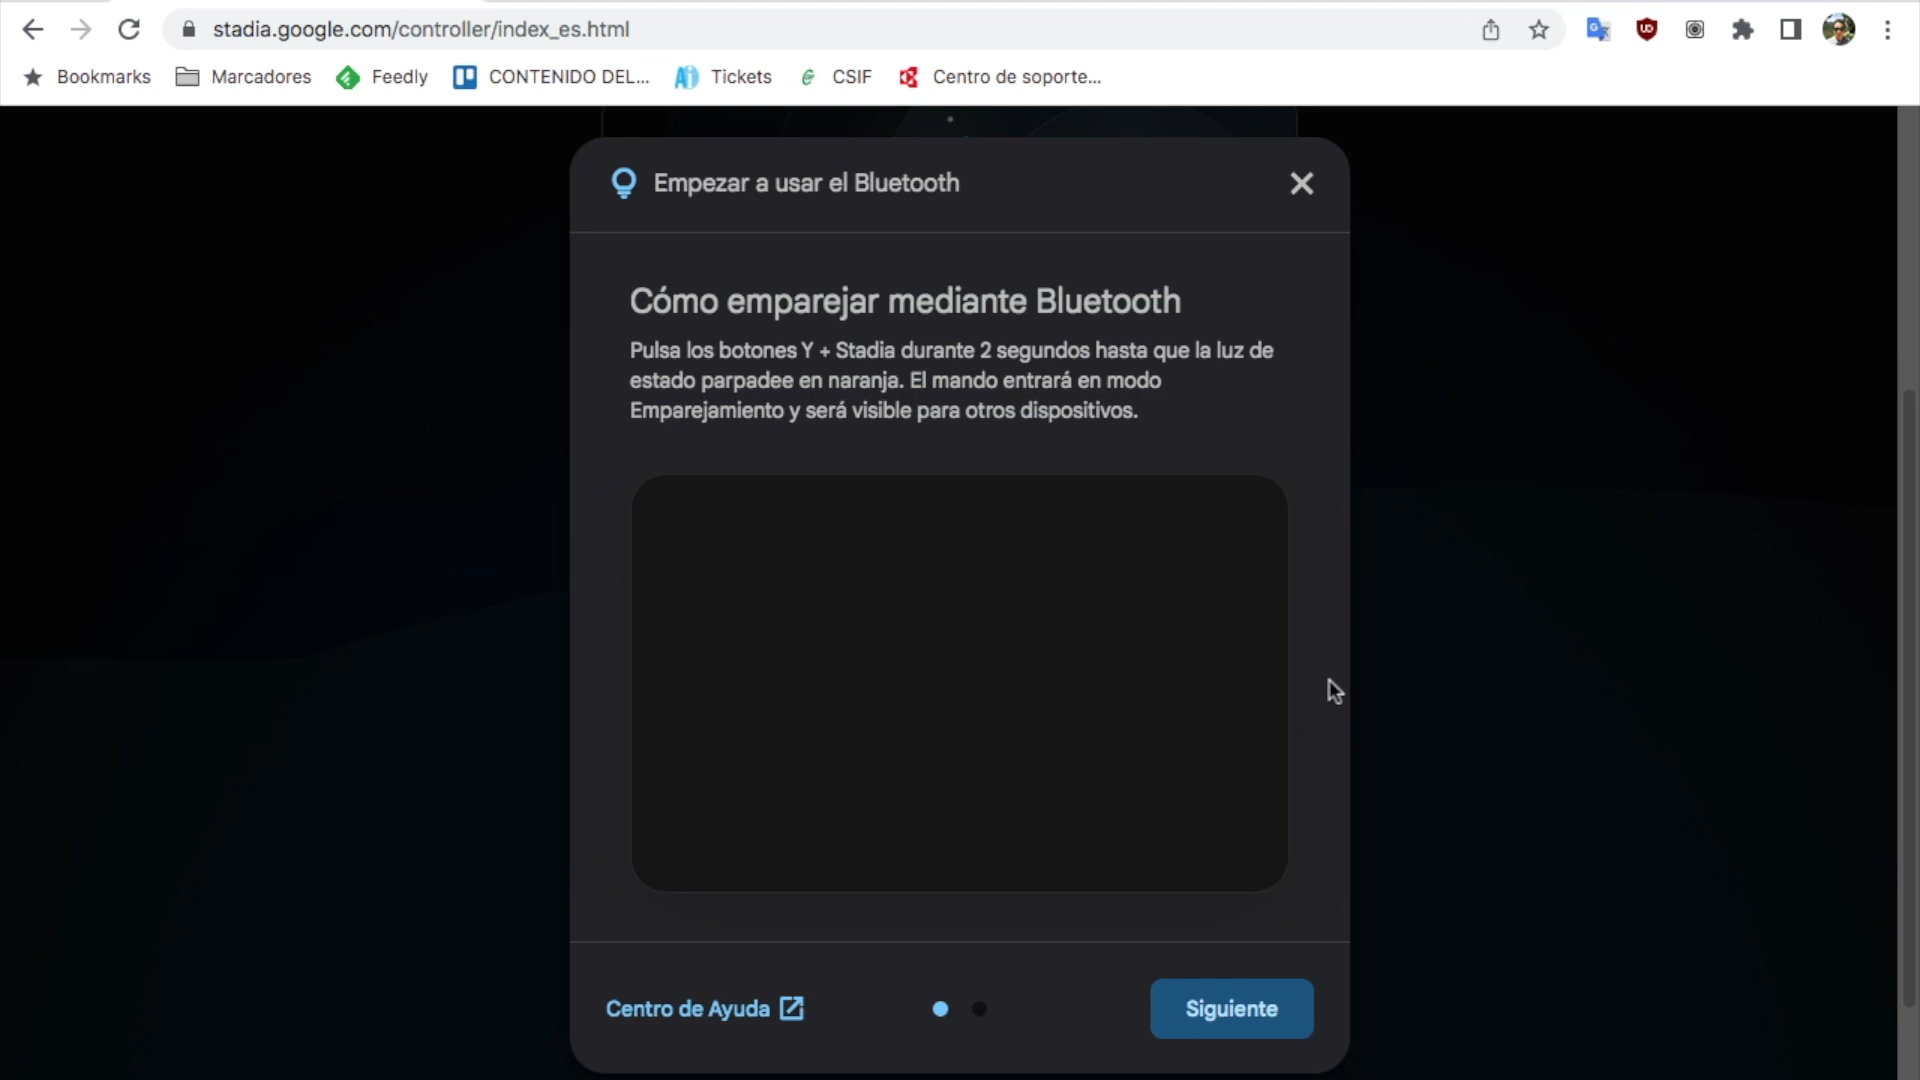 stadia.google.com/controller/index_es.html
Bookmarks Marcadores Feedly CONTENIDO DEL... Tickets CSIF Centro de soporte...
Empezar a usar el Bluetooth
Cómo emparejar mediante Bluetooth
Pulsa los botones Y + Stadia durante 2 segundos hasta que la luz de
estado parpadee en naranja. El mando entrará en modo
Emparejamiento y será visible para otros dispositivos.
Centro de Ayuda
Siguiente